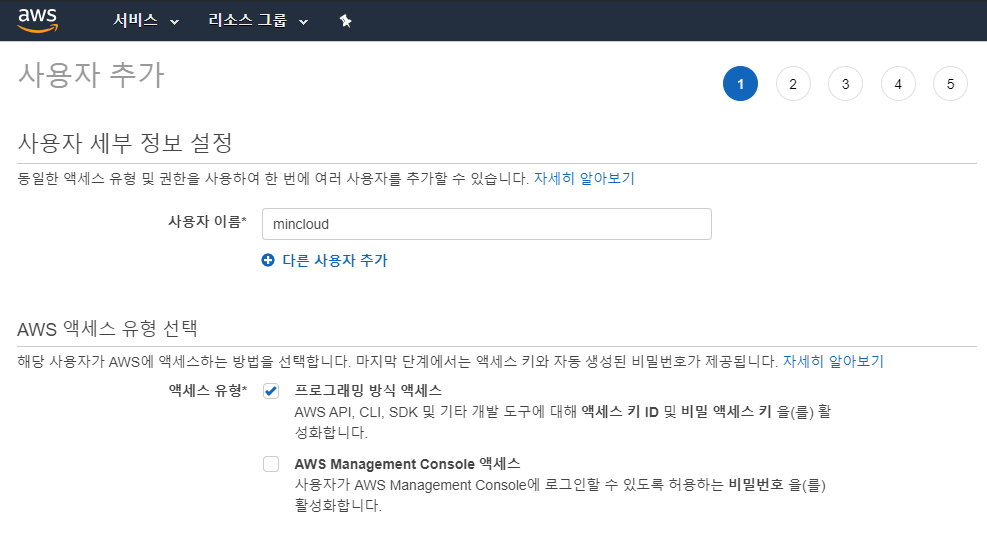 aws 서비스 리소스 그룹
사용자 추가
1 2 3 4 5
사용자 세부 정보 설정
동일한 액세스 유형 및 권한을 사용하여 한 번에 여러 사용자를 추가할 수 있습니다. 자세히 알아보기
사용자 이름* mincloud
다른 사용자 추가
AWS 액세스 유형 선택
해당 사용자가 AWS에 액세스하는 방법을 선택합니다. 마지막 단계에서는 액세스 키와 자동 생성된 비밀번호가 제공됩니다. 자세히 알아보기
액세스 유형* 프로그래밍 방식 액세스
AWS API, CLI, SDK 및 기타 개발 도구에 대해 액세스 키 ID 및 비밀 액세스 키 을(를) 활
성화합니다.
AWS Management Console 액세스
사용자가 AWS Management Console에 로그인할 수 있도록 허용하는 비밀번호 을(를)
활성화합니다.